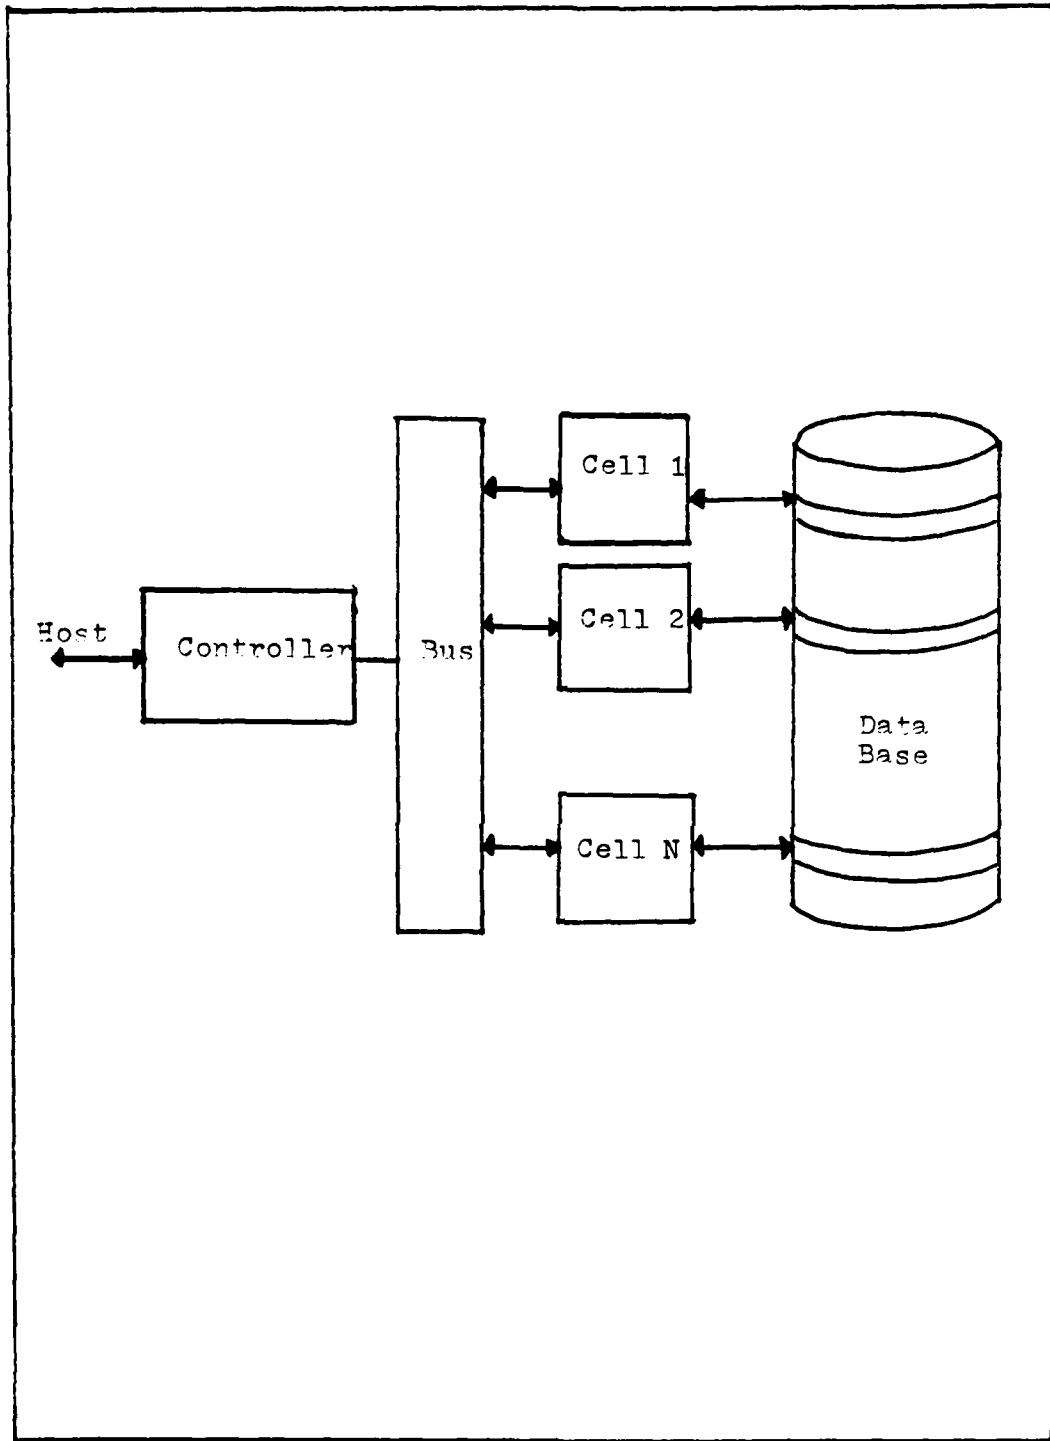 Host
Controller
Bus
Cell 1
Cell 2
Cell N
Data
Base